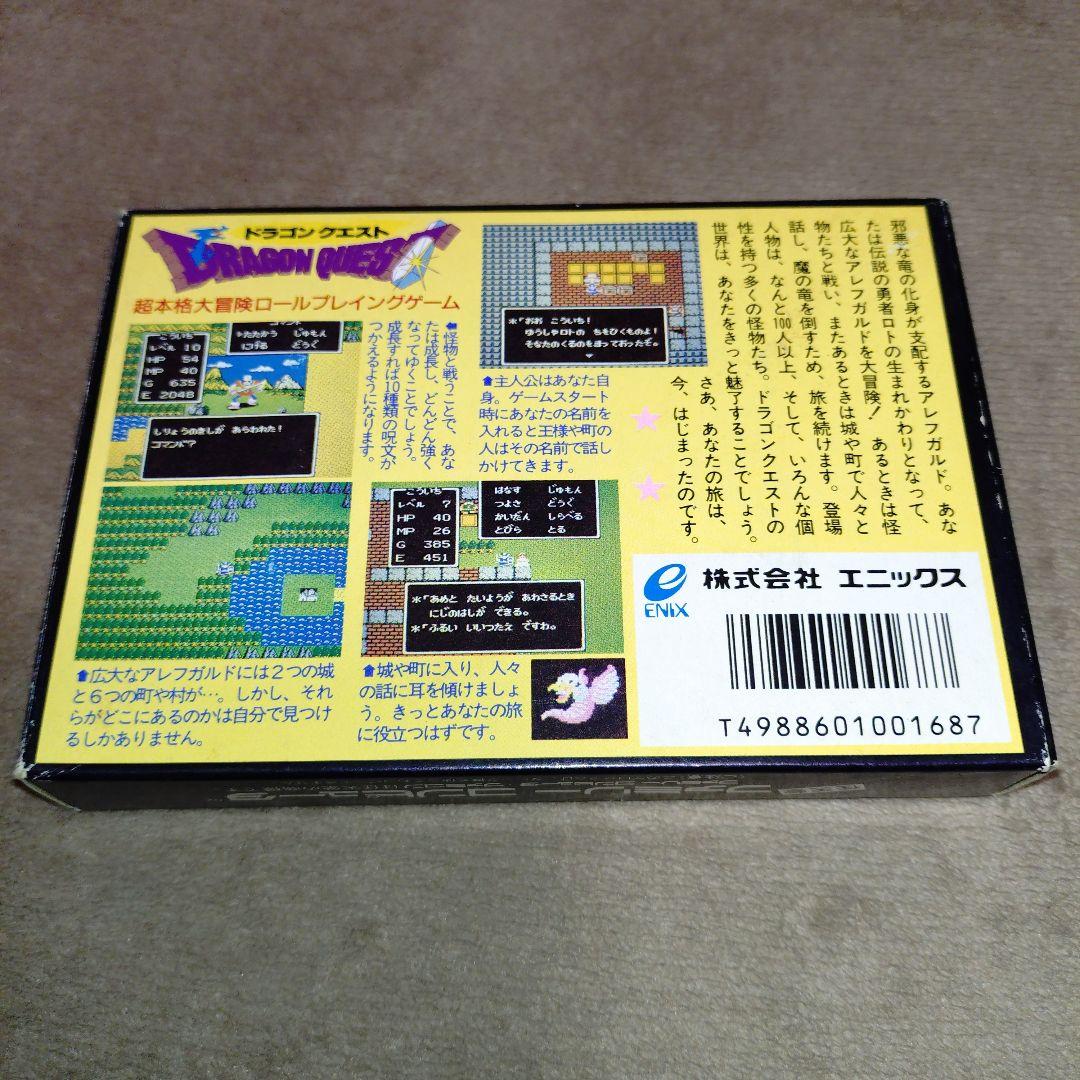 ドラゴンクエスト
DRAGON QUEST
超本格大冒険ロールプレイングゲーム
こういち
レベル 10
HP 54
MP 40
G 635
E 2048
コマンド
たたかう じゅもん
にげる どうぐ
しりょうのきしが あらわれた!
コマンド?
⬆怪物と戦うことで、あな
たは成長し、どんどん強く
なってゆくことでしょう。
成長すれば10種類の呪文が
つかえるようになります。
*「おお こういち!
ゆうしゃロトの ちをひくものよ!
そなたのくるのをまっておったぞ。
⬆主人公はあなた自
身。ゲームスタート
時にあなたの名前を
入れると王様や町の
人はその名前で話し
かけてきます。
邪悪な竜の化身が支配するアレフガルド。あな
たは伝説の勇者ロトの生まれかわりとなって、
広大なアレフガルドを大冒険! あるときは怪
物たちと戦い、またあるときは城や町で人々と
話し、魔の竜を倒すため、旅を続けます。登場
人物は、なんと100人以上、そして、いろんな個
性を持つ多くの怪物たち。ドラゴンクエストの
世界は、あなたをきっと魅了することでしょう。
さあ、あなたの旅は、
今、はじまったのです。
⬆広大なアレフガルドには2つの城
と6つの町や村が…。しかし、それ
らがどこにあるのかは自分で見つけ
るしかありません。
こういち
レベル 7
HP 40
MP 26
G 385
E 451
はなす じゅもん
つよさ どうぐ
かいだん しらべる
とびら とる
*「あめと たいようが あわさるとき
にじのはしが できる。
*「ふるい いいつたえ ですわ。
⬆城や町に入り、人々
の話に耳を傾けましょ
う。きっとあなたの旅
に役立つはずです。
ENIX
株式会社 エニックス
T4988601001687
ファミリー コンピュータ